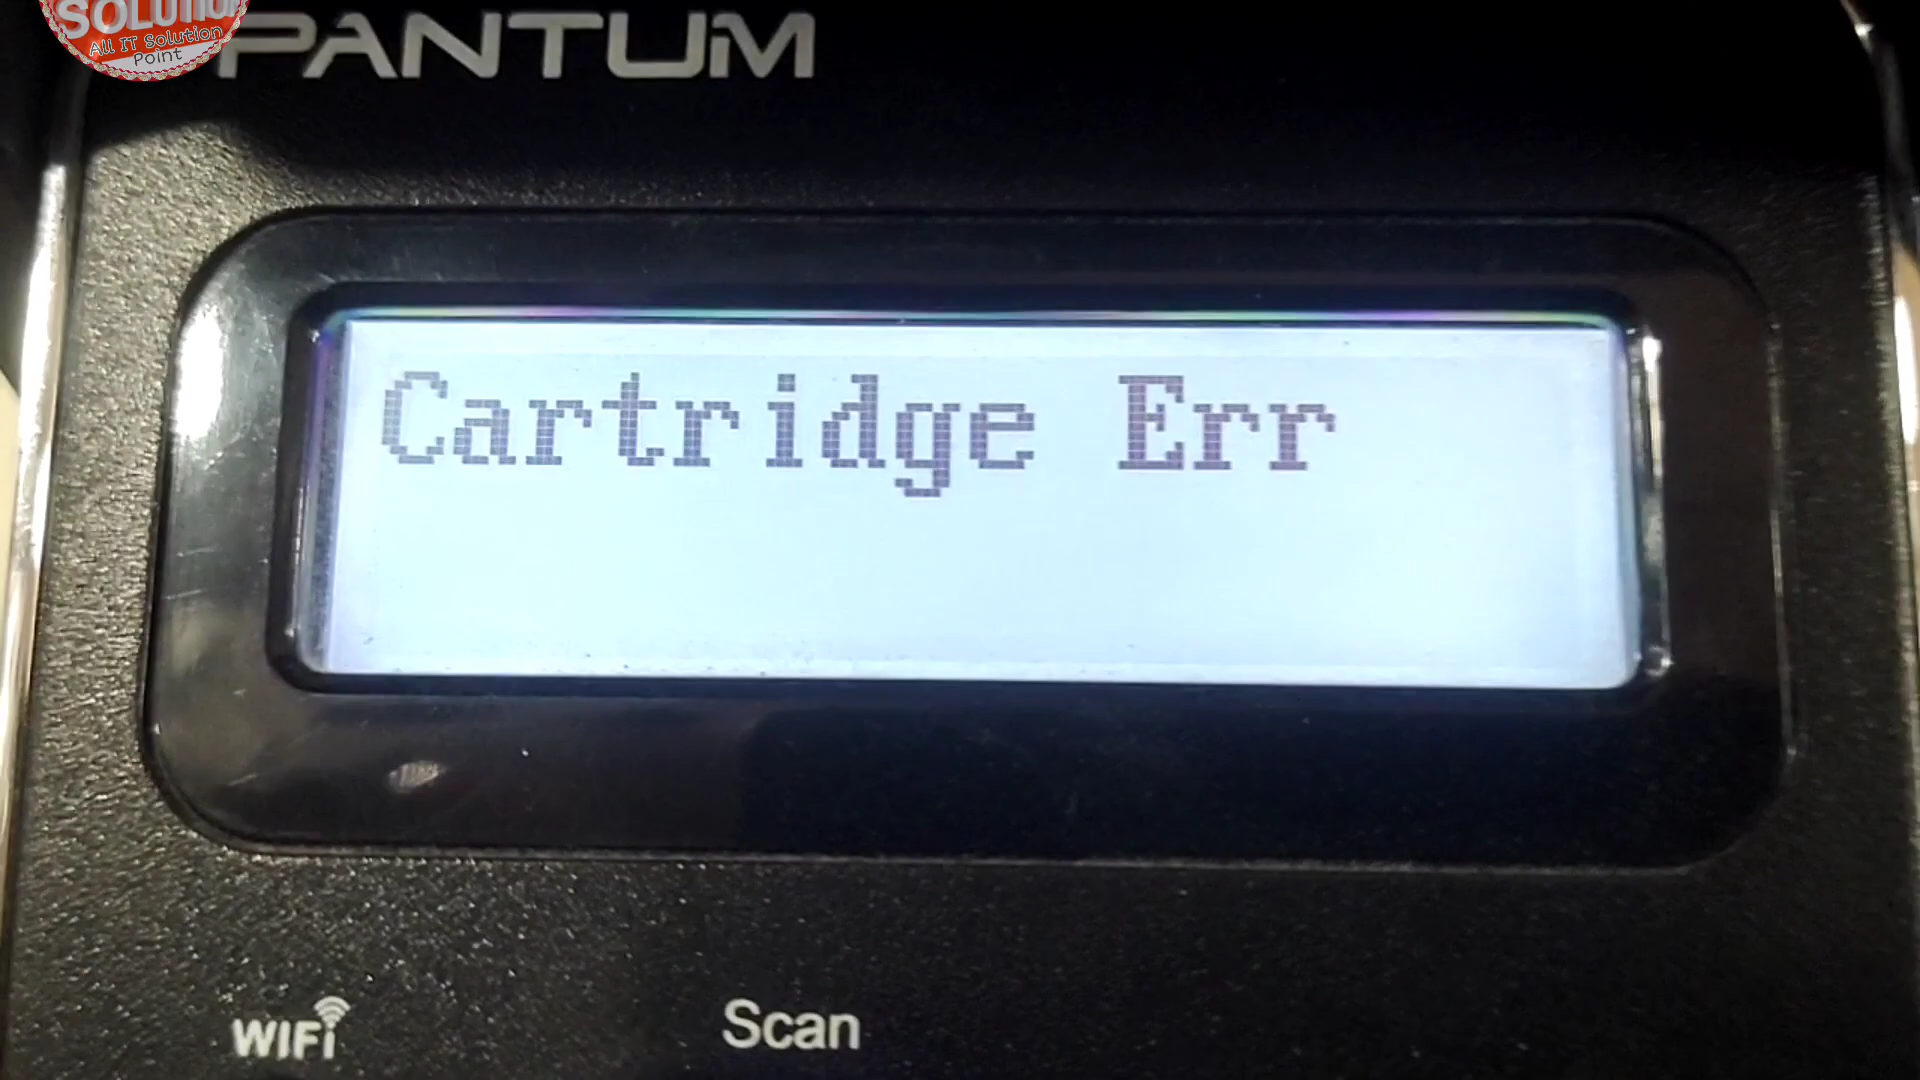 SOLUTION
All IT Solution
Point
PANTUM
Cartridge Err
WIFI
Scan